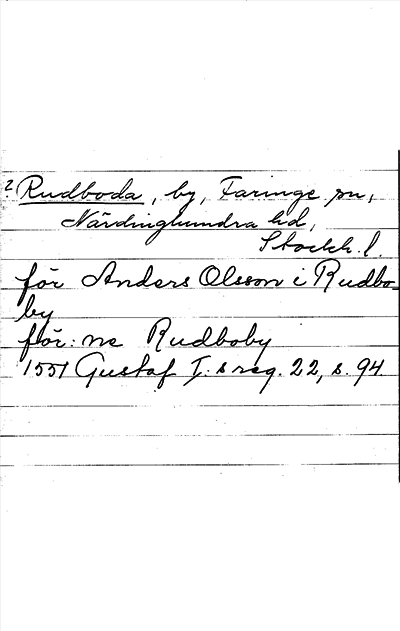 2 Rudboda, by, Faringe sn,
Närdinghundra hd,
Stockh. l.
för Anders Olsson i Rudbo-
by
för: ne Rudboby
1551 Gustaf I: s reg. 22, s. 94.